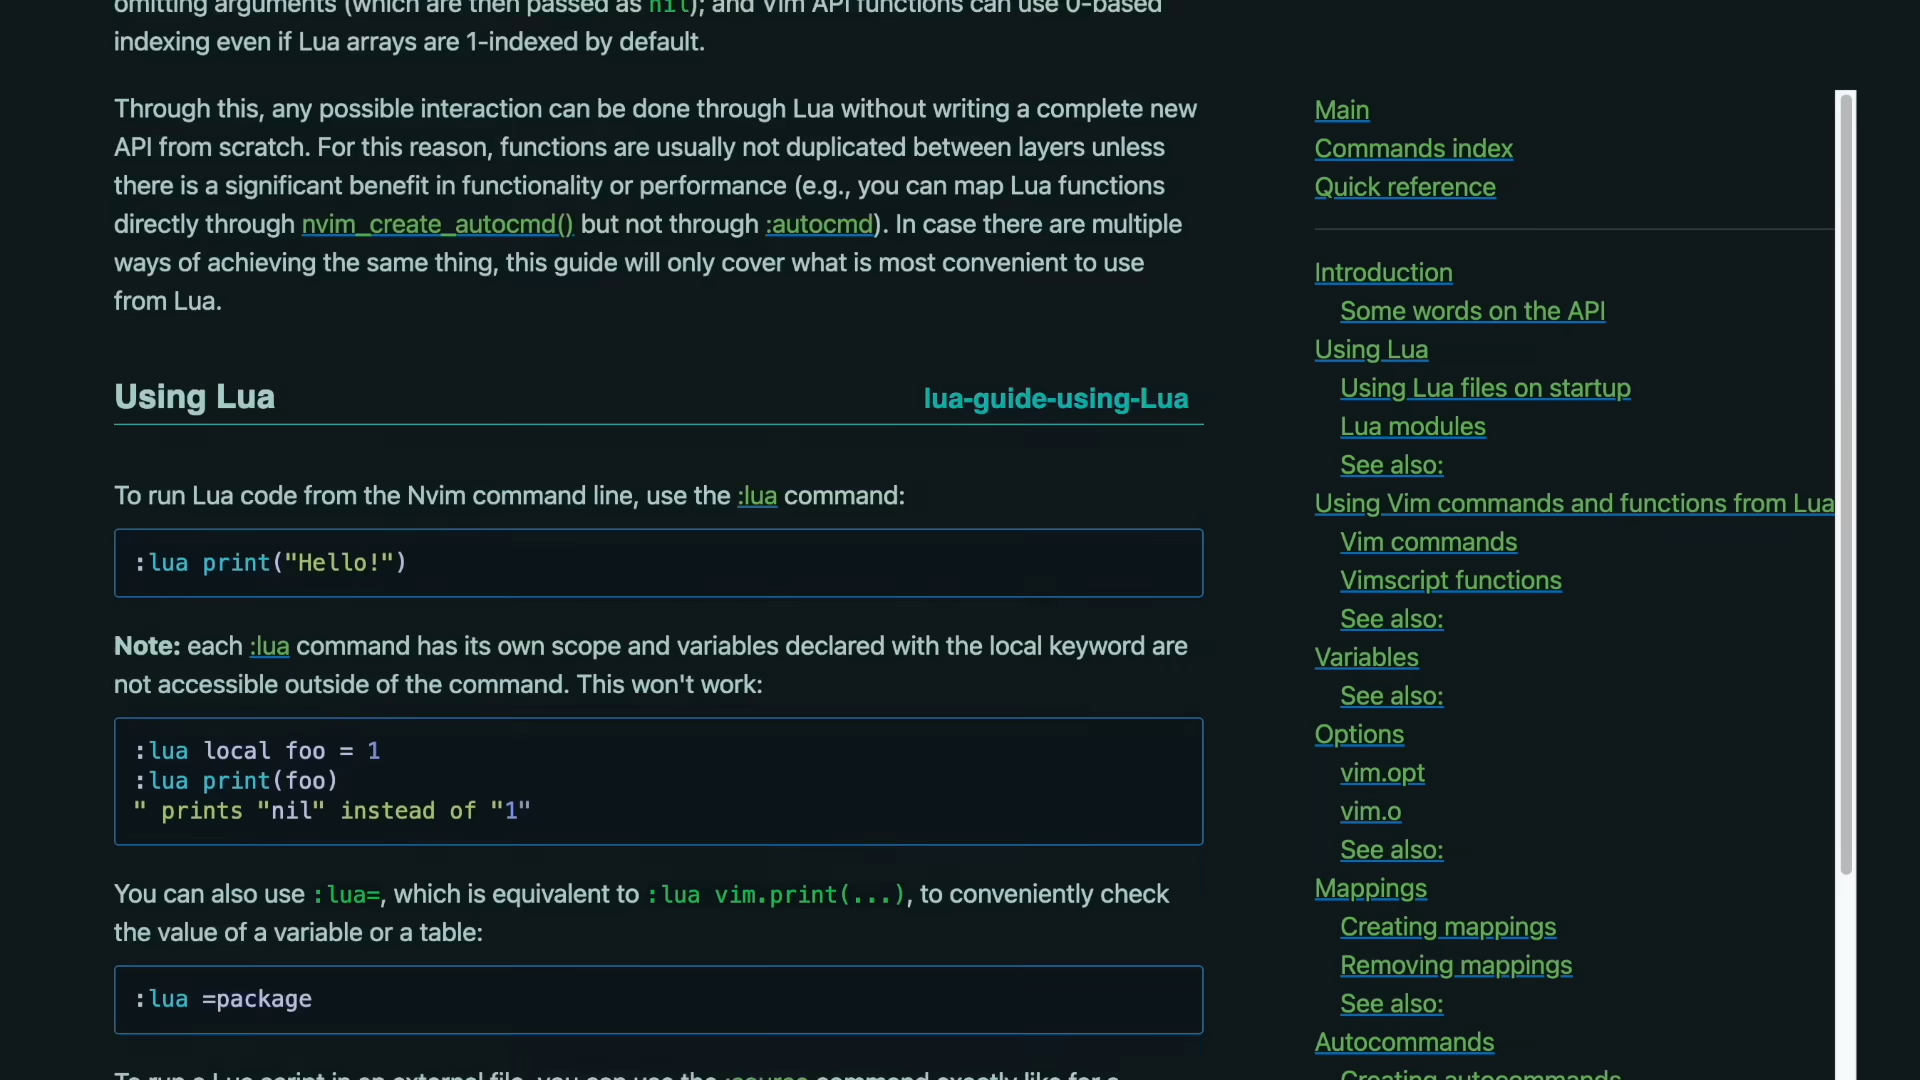 omitting arguments (which are then passed as nil); and Vim API functions can use 0-based
indexing even if Lua arrays are 1-indexed by default.
Through this, any possible interaction can be done through Lua without writing a complete new
API from scratch. For this reason, functions are usually not duplicated between layers unless
there is a significant benefit in functionality or performance (e.g., you can map Lua functions
directly through nvim_create_autocmd() but not through :autocmd). In case there are multiple
ways of achieving the same thing, this guide will only cover what is most convenient to use
from Lua.
Using Lua
lua-guide-using-Lua
To run Lua code from the Nvim command line, use the :lua command:
:lua print("Hello!")
Note: each :lua command has its own scope and variables declared with the local keyword are
not accessible outside of the command. This won't work:
:lua local foo = 1
:lua print(foo)
" prints "nil" instead of "1"
You can also use :lua=, which is equivalent to :lua vim.print(...), to conveniently check
the value of a variable or a table:
:lua =package
To run a Lua script in an external file, you can use the :source command exactly like for a
Main
Commands index
Quick reference
Introduction
Some words on the API
Using Lua
Using Lua files on startup
Lua modules
See also:
Using Vim commands and functions from Lua
Vim commands
Vimscript functions
See also:
Variables
See also:
Options
vim.opt
vim.o
See also:
Mappings
Creating mappings
Removing mappings
See also:
Autocommands
Creating autocommands